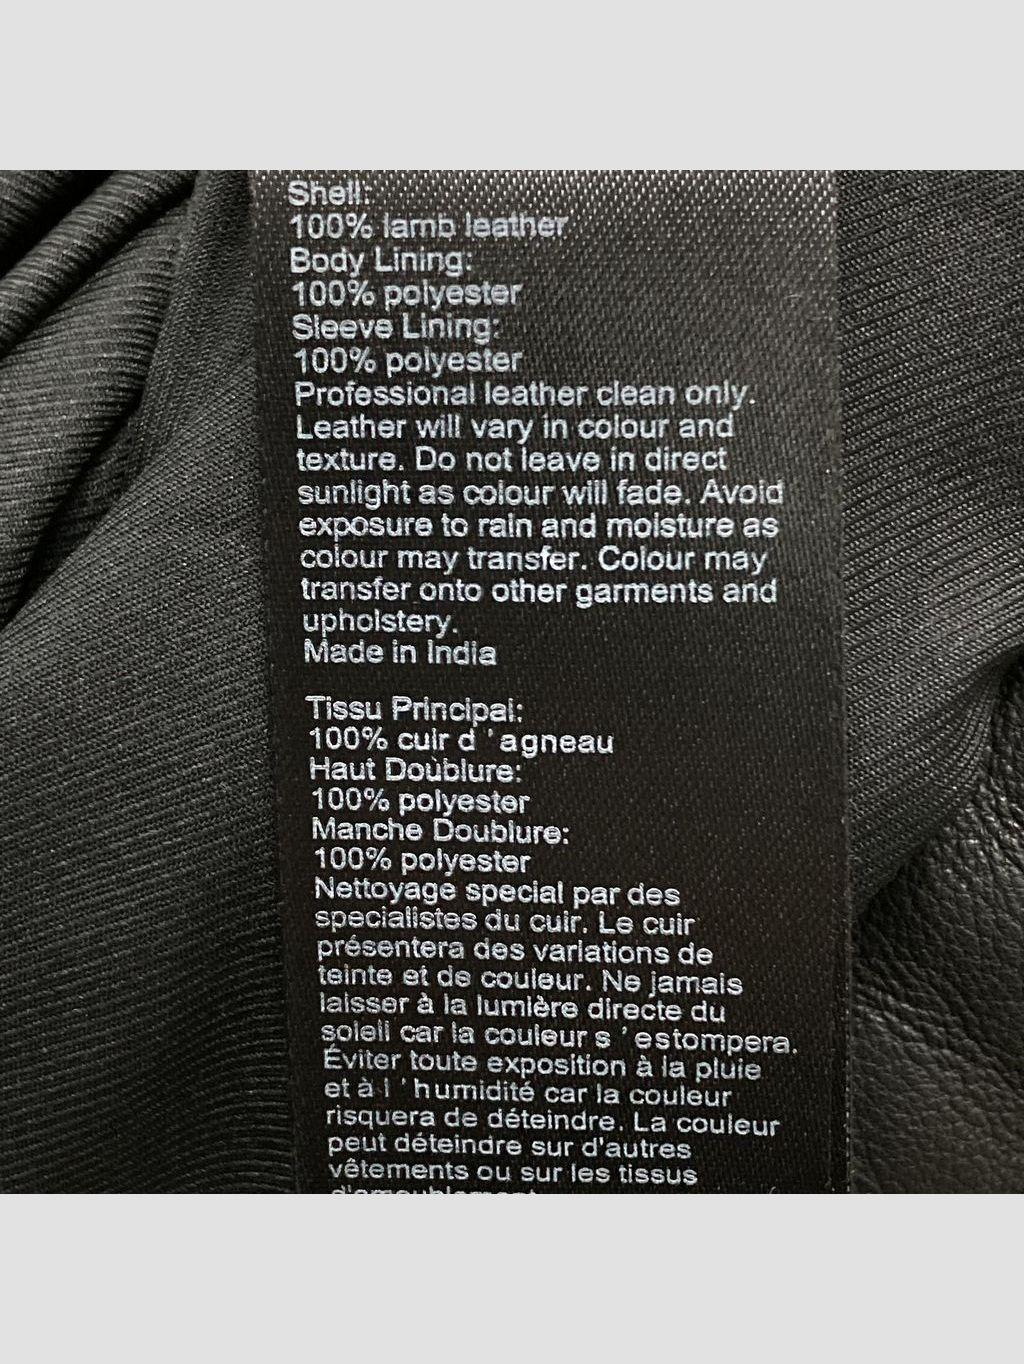 Shell:
100% lamb leather
Body Lining:
100% polyester
Sleeve Lining:
100% polyester
Professional leather clean only.
Leather will vary in colour and
texture. Do not leave in direct
sunlight as colour will fade. Avoid
exposure to rain and moisture as
colour may transfer. Colour may
transfer onto other garments and
upholstery.
Made in India
Tissu Principal:
100% cuir d 'agneau
Haut Doublure:
100% polyester
Manche Doublure:
100% polyester
Nettoyage special par des
specialistes du cuir. Le cuir
présentera des variations de
teinte et de couleur. Ne jamais
laisser à la lumière directe du
soleil car la couleur s ' estompera.
Éviter toute exposition à la pluie
et à l ' humidité car la couleur
risquera de déteindre. La couleur
peut déteindre sur d'autres
vêtements ou sur les tissus